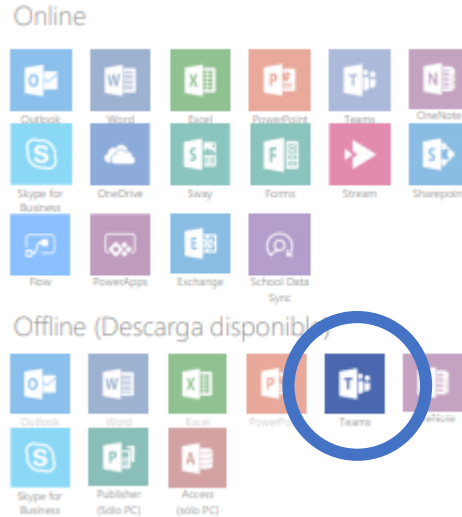 Online
Outlook Word Excel PowerPoint Teams OneNote
Skype for Business OneDrive Sway Forms Stream Sharepoin
Flow PowerApps Exchange School Data Sync
Offline (Descarga disponible)
Outlook Word Excel PowerPoint Teams OneNote
Skype for Business Publisher (Sólo PC) Access (sólo PC)